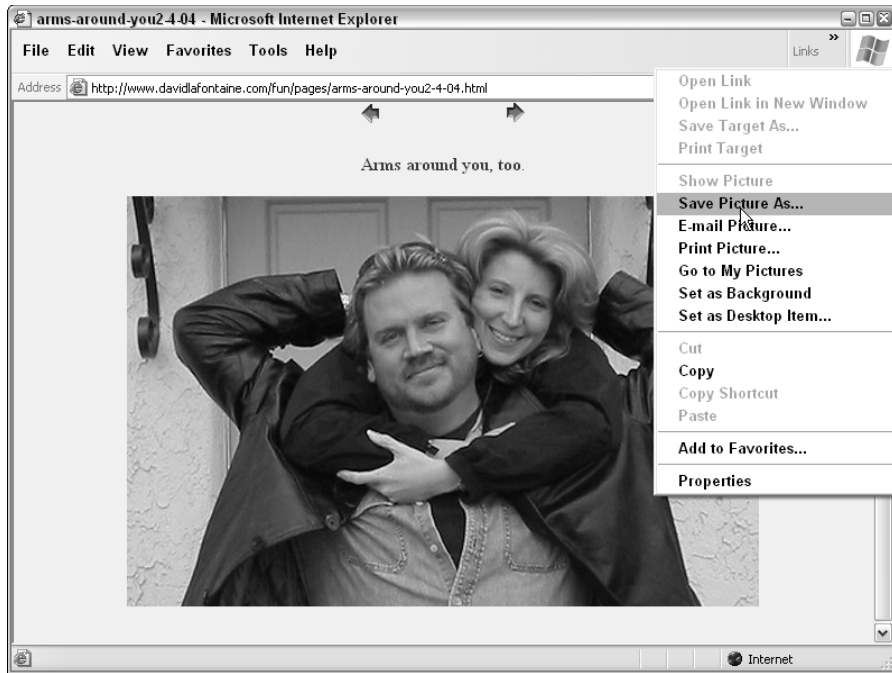 arms-around-you2-4-04 - Microsoft Internet Explorer
File Edit View Favorites Tools Help
Links »
Address http://www.davidlafontaine.com/fun/pages/arms-around-you2-4-04.html
Arms around you, too.
Open Link
Open Link in New Window
Save Target As...
Print Target
Show Picture
Save Picture As...
E-mail Picture...
Print Picture...
Go to My Pictures
Set as Background
Set as Desktop Item...
Cut
Copy
Copy Shortcut
Paste
Add to Favorites...
Properties
Internet